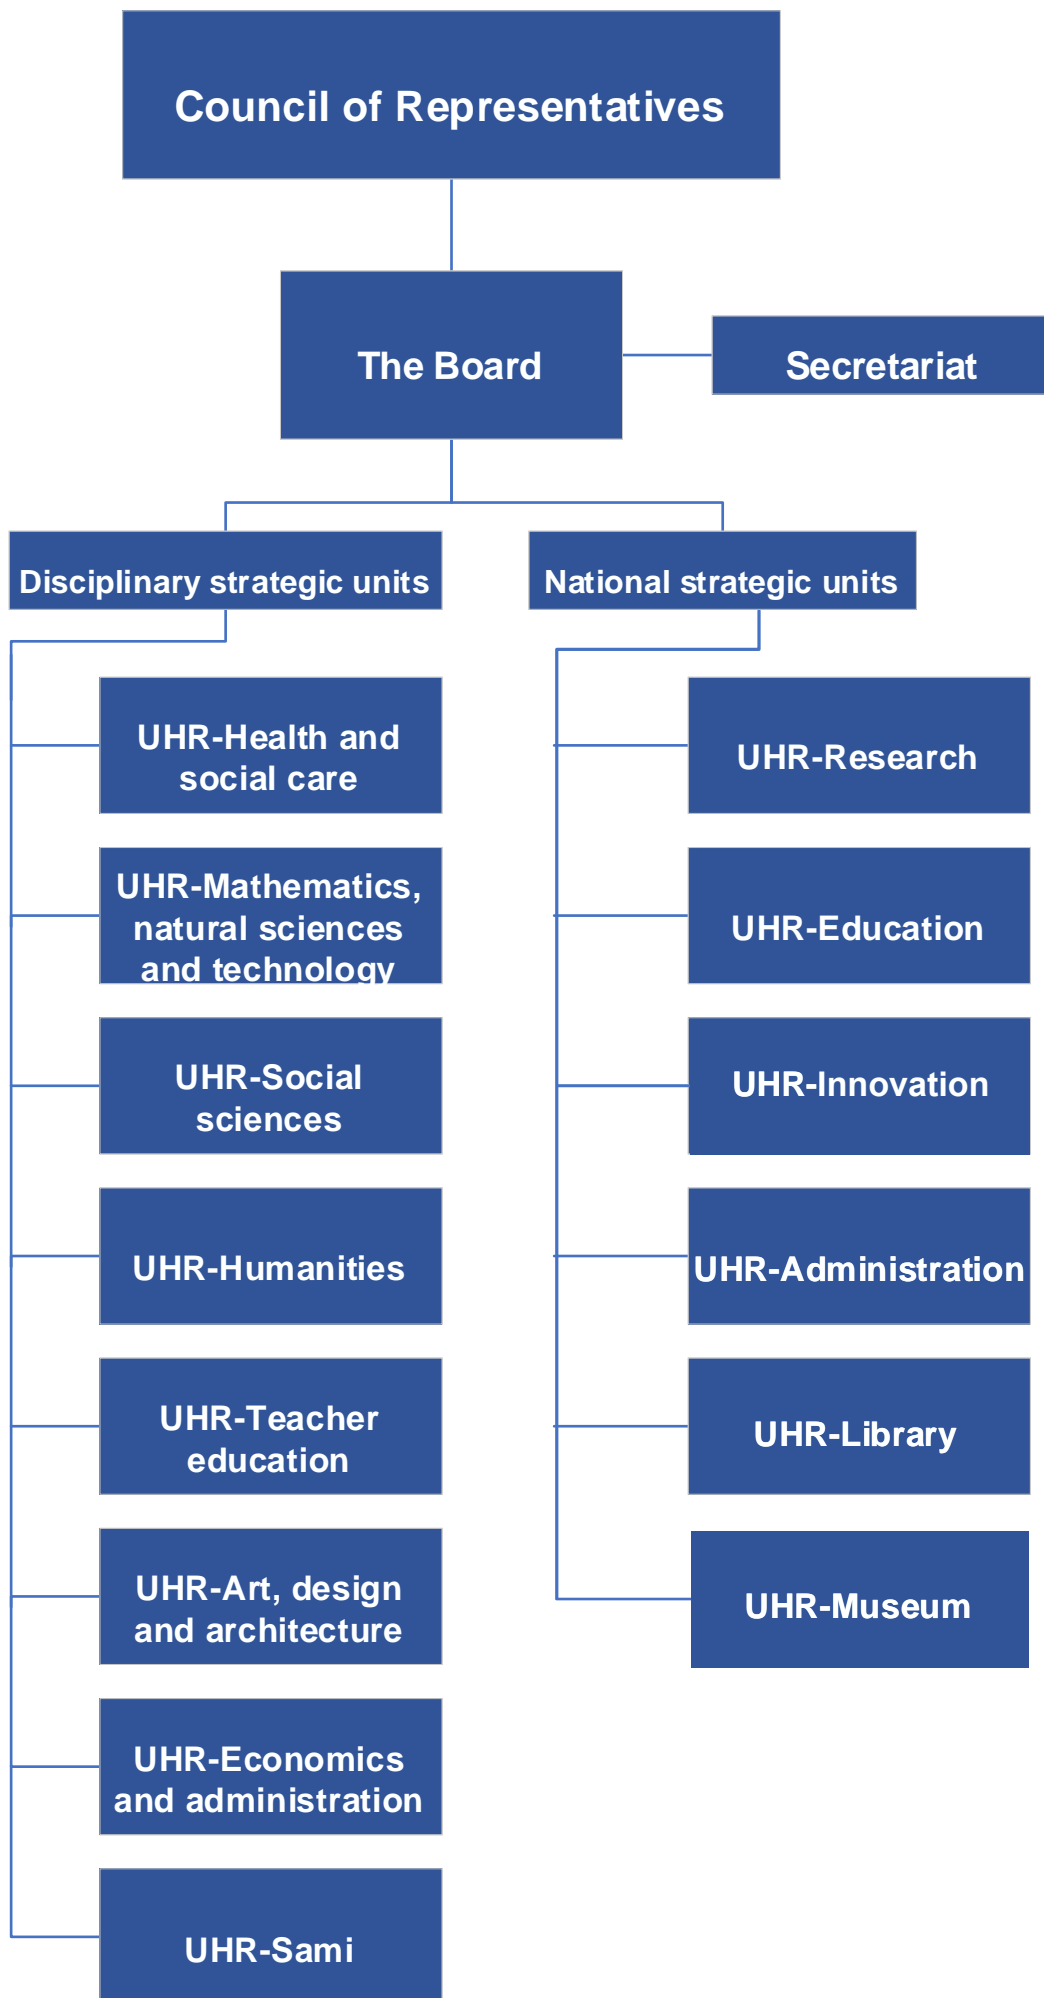 Council of Representatives
The Board
Secretariat
Disciplinary strategic units
National strategic units
UHR-Health and
social care
UHR-Mathematics,
natural sciences
and technology
UHR-Social
sciences
UHR-Humanities
UHR-Teacher
education
UHR-Art, design
and architecture
UHR-Economics
and administration
UHR-Sami
UHR-Research
UHR-Education
UHR-Innovation
UHR-Administration
UHR-Library
UHR-Museum